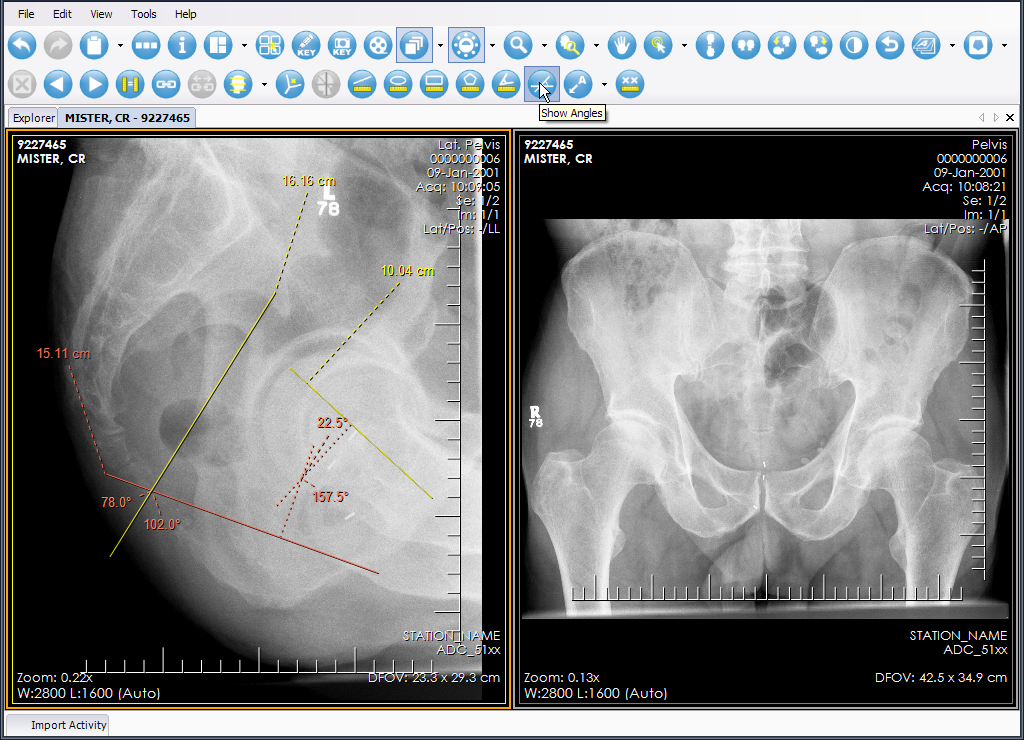 File Edit View Tools Help
KEY KEY
A
Show Angles
Explorer MISTER, CR - 9227465
9227465
MISTER, CR
Lat. Pelvis
0000000006
09-Jan-2001
Acq: 10:09:05
Se: 1/2
Im: 1/1
Lat/Pos: -/LL
16.16 cm
L
78
10.04 cm
15.11 cm
22.5°
157.5°
78.0°
102.0°
STATION_NAME
ADC_51xx
Zoom: 0.22x
DFOV: 23.3 x 29.3 cm
W:2800 L:1600 (Auto)
9227465
MISTER, CR
Pelvis
0000000006
09-Jan-2001
Acq: 10:08:21
Se: 1/2
Im: 1/1
Lat/Pos: -/AP
R
78
STATION_NAME
ADC_51xx
Zoom: 0.13x
DFOV: 42.5 x 34.9 cm
W:2800 L:1600 (Auto)
Import Activity